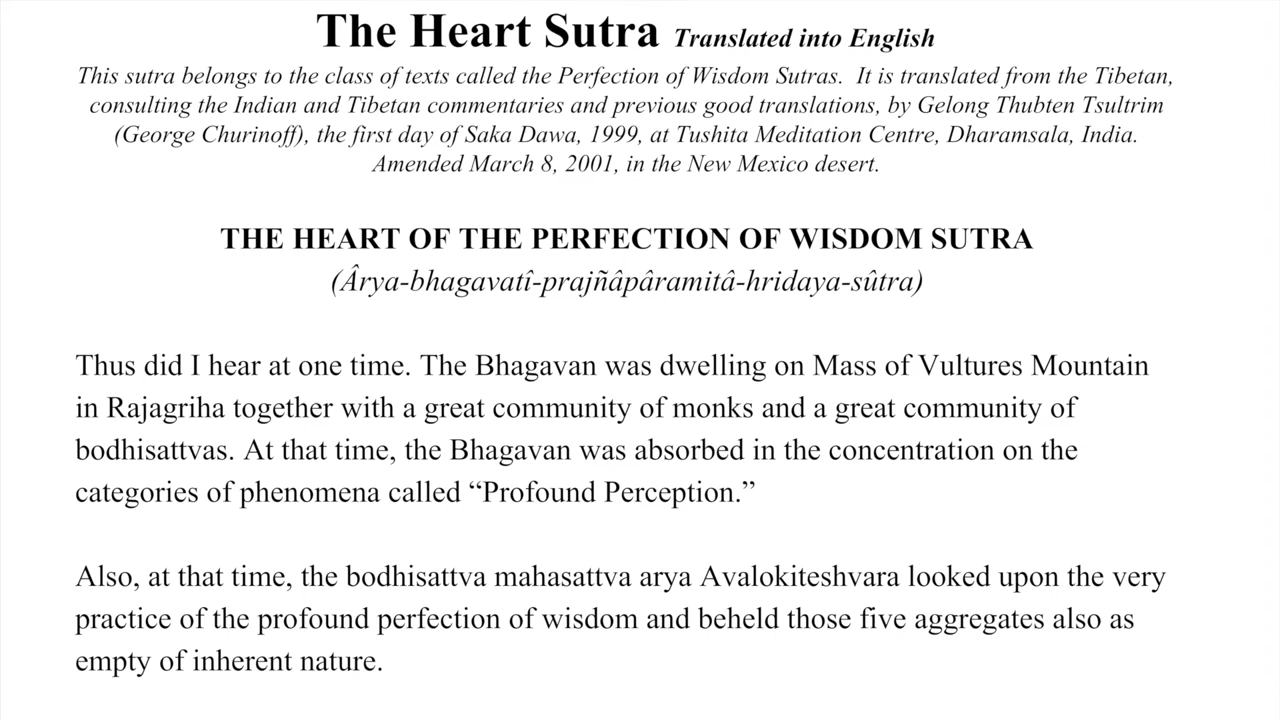 The Heart Sutra Translated into English
This sutra belongs to the class of texts called the Perfection of Wisdom Sutras.  It is translated from the Tibetan,
consulting the Indian and Tibetan commentaries and previous good translations, by Gelong Thubten Tsultrim
(George Churinoff), the first day of Saka Dawa, 1999, at Tushita Meditation Centre, Dharamsala, India.
Amended March 8, 2001, in the New Mexico desert.
THE HEART OF THE PERFECTION OF WISDOM SUTRA
(Ârya-bhagavatî-prajñâpâramitâ-hridaya-sûtra)
Thus did I hear at one time. The Bhagavan was dwelling on Mass of Vultures Mountain
in Rajagriha together with a great community of monks and a great community of
bodhisattvas. At that time, the Bhagavan was absorbed in the concentration on the
categories of phenomena called “Profound Perception.”
Also, at that time, the bodhisattva mahasattva arya Avalokiteshvara looked upon the very
practice of the profound perfection of wisdom and beheld those five aggregates also as
empty of inherent nature.